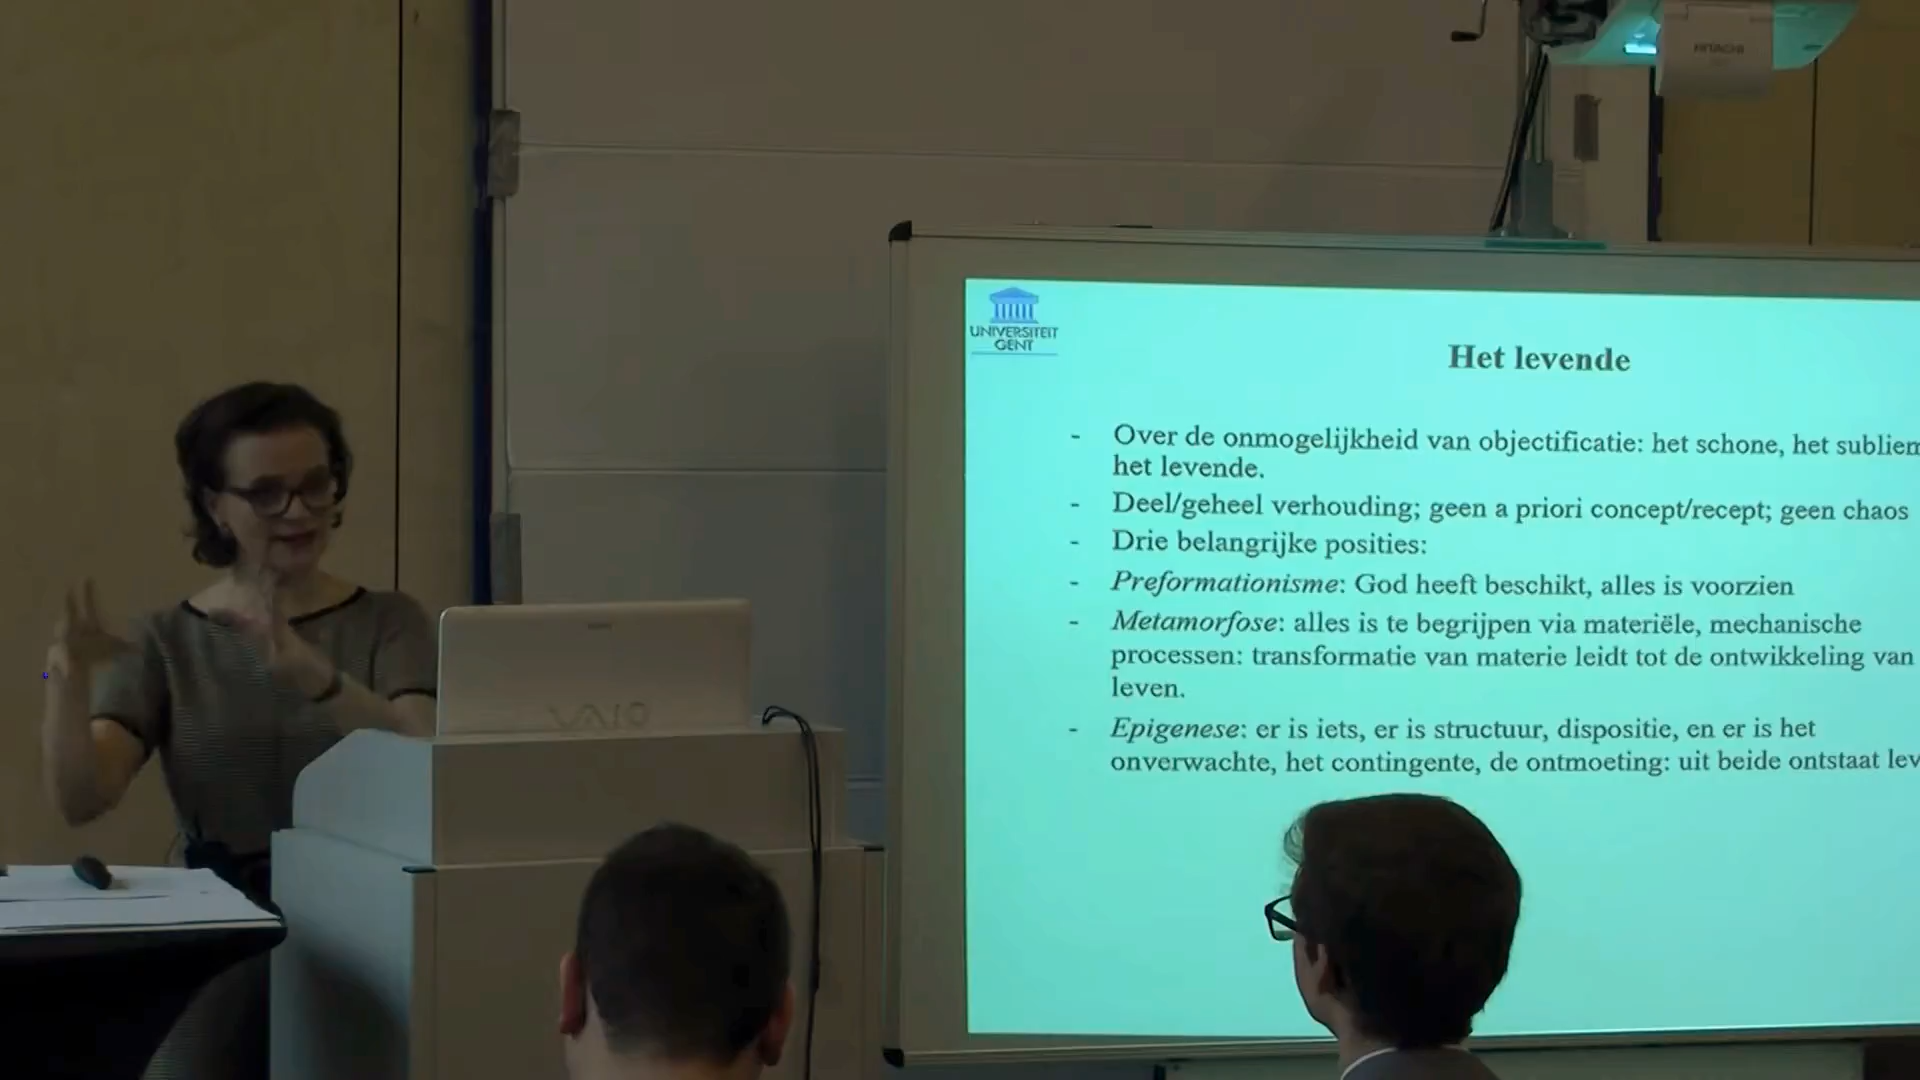 HITACHI
UNIVERSITEIT
GENT
Het levende
- Over de onmogelijkheid van objectificatie: het schone, het subliem
het levende.
- Deel/geheel verhouding; geen a priori concept/recept; geen chaos
- Drie belangrijke posities:
- Preformationisme: God heeft beschikt, alles is voorzien
- Metamorfose: alles is te begrijpen via materiële, mechanische
processen: transformatie van materie leidt tot de ontwikkeling van
leven.
- Epigenese: er is iets, er is structuur, dispositie, en er is het
onverwachte, het contingente, de ontmoeting: uit beide ontstaat lev
VAIO